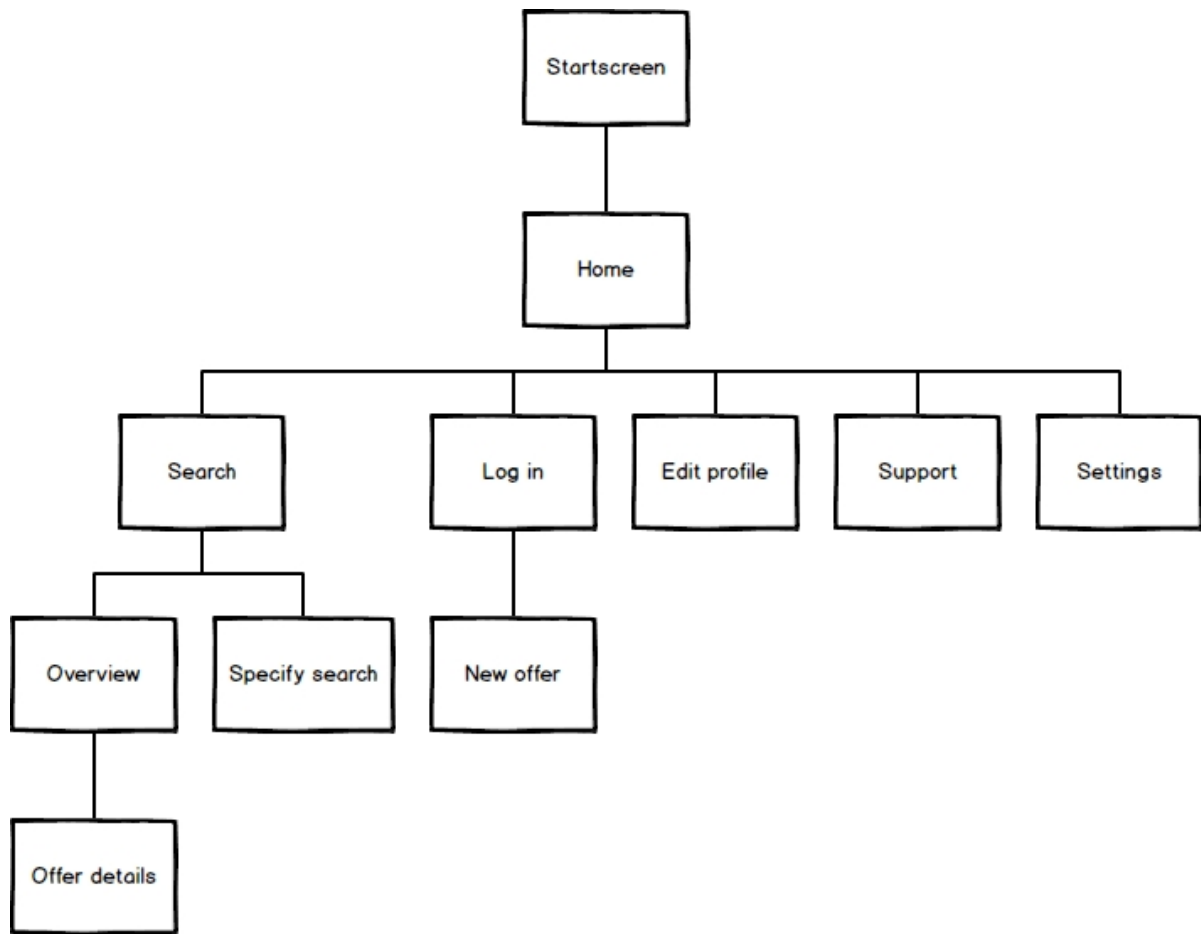 Startscreen
Home
Search
Log in
Edit profile
Support
Settings
Overview
Specify search
New offer
Offer details